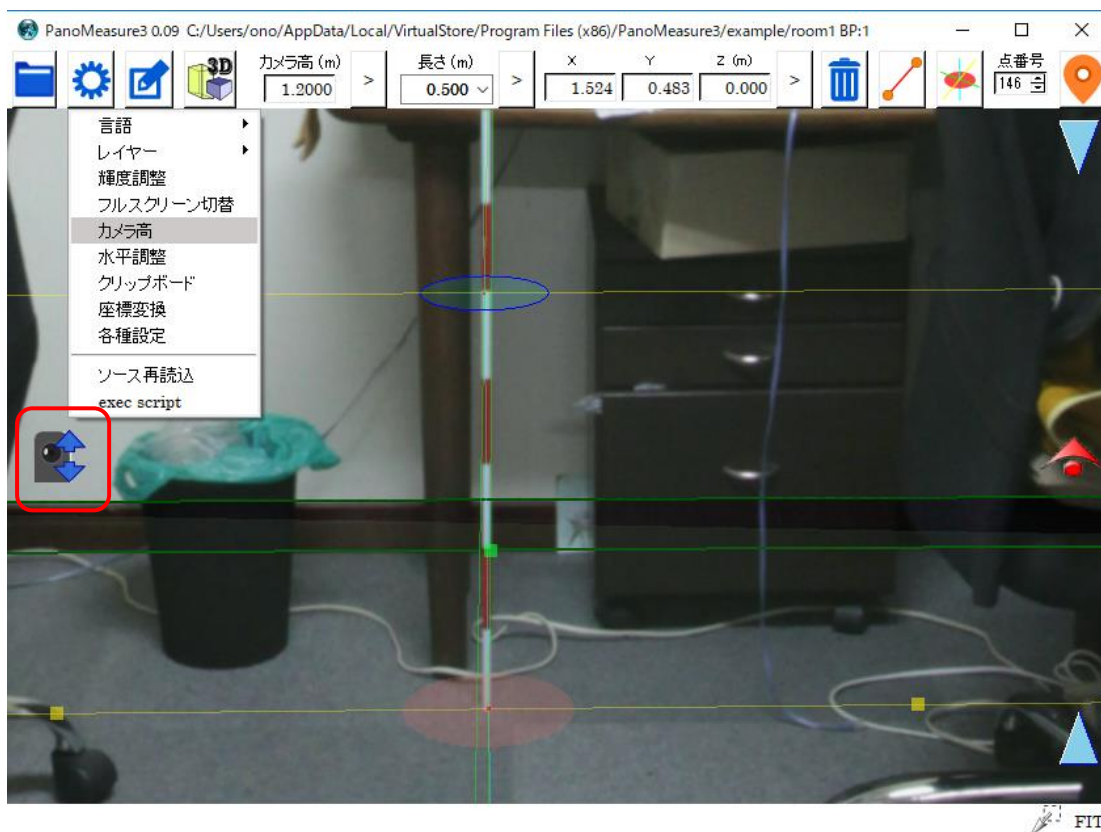 PanoMeasure3 0.09 C:/Users/ono/AppData/Local/VirtualStore/Program Files (x86)/PanoMeasure3/example/room1 BP:1
3D
カメラ高 (m)
1.2000
>
長さ (m)
0.500
>
X Y Z (m)
1.524 0.483 0.000
>
点番号
146
言語
レイヤー
輝度調整
フルスクリーン切替
カメラ高
水平調整
クリップボード
座標変換
各種設定
ソース再読込
exec script
FIT